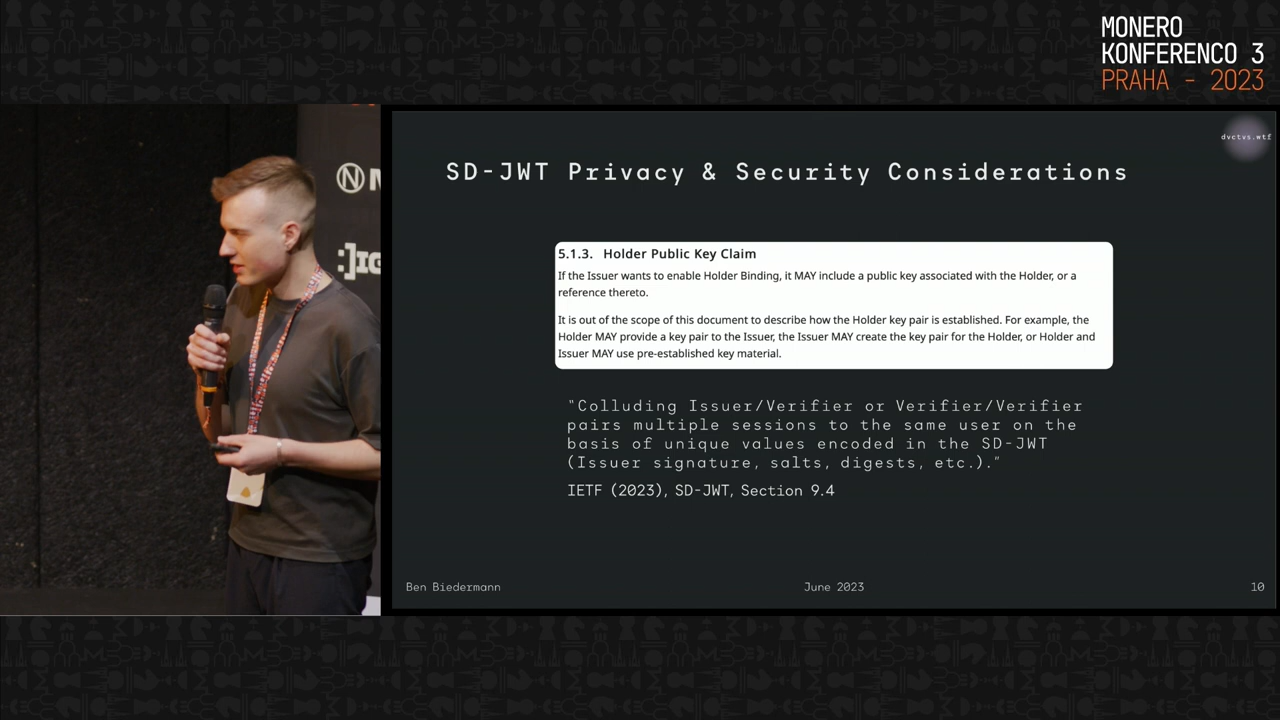 MONERO
KONFERENCO 3
PRAHA - 2023
dvctvs.wtf
SD-JWT Privacy & Security Considerations
5.1.3. Holder Public Key Claim
If the Issuer wants to enable Holder Binding, it MAY include a public key associated with the Holder, or a
reference thereto.
It is out of the scope of this document to describe how the Holder key pair is established. For example, the
Holder MAY provide a key pair to the Issuer, the Issuer MAY create the key pair for the Holder, or Holder and
Issuer MAY use pre-established key material.
"Colluding Issuer/Verifier or Verifier/Verifier
pairs multiple sessions to the same user on the
basis of unique values encoded in the SD-JWT
(Issuer signature, salts, digests, etc.)."
IETF (2023), SD-JWT, Section 9.4
Ben Biedermann
June 2023
10